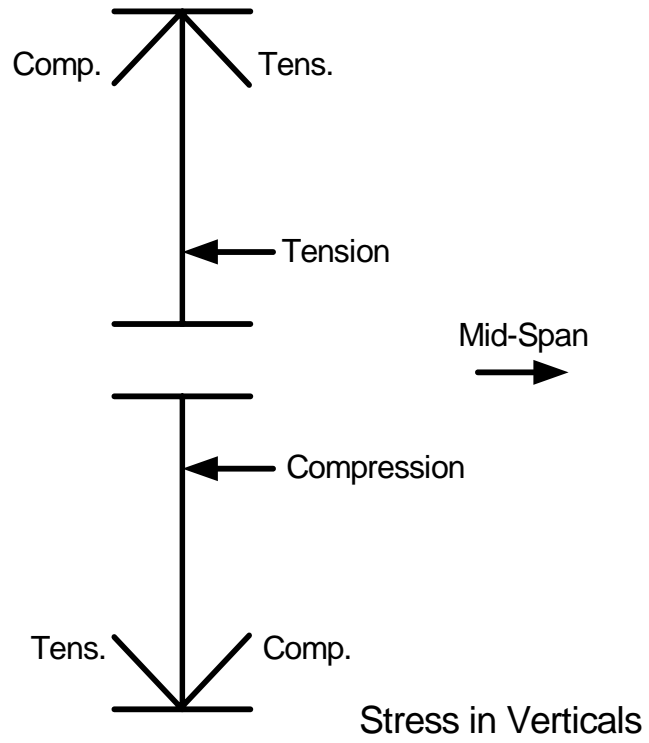 Comp.
Tens.
Tension
Mid-Span
Compression
Tens.
Comp.
Stress in Verticals